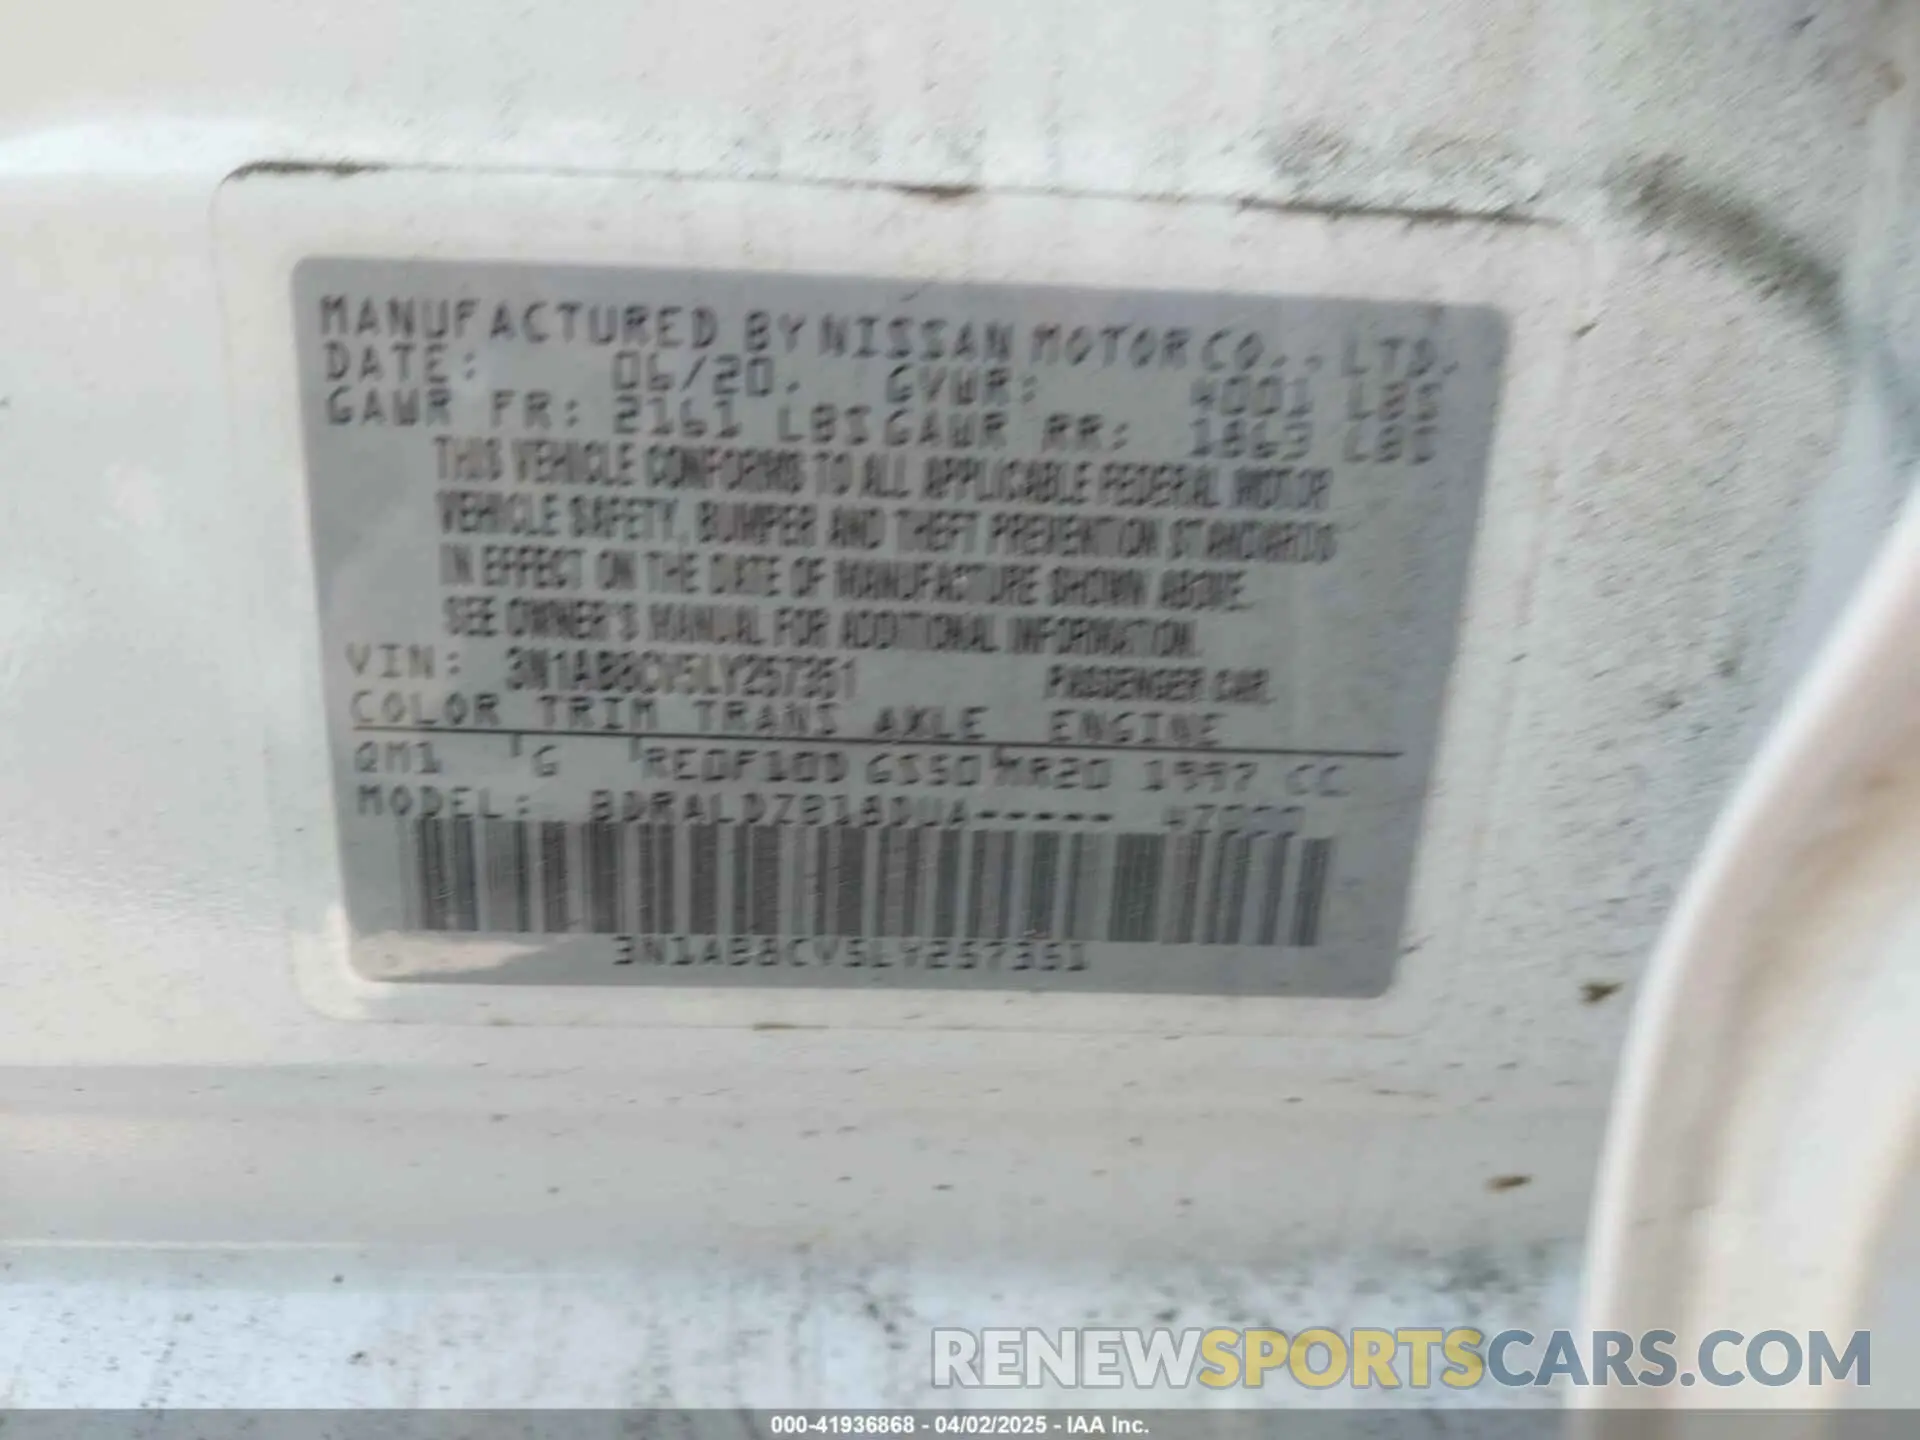 MANUFACTURED BY NISSAN MOTOR CO., LTD.
DATE: 06/20. GVWR: 4001 LBS
GAWR FR: 2161 LBS GAWR RR: 1863 LBS
THIS VEHICLE CONFORMS TO ALL APPLICABLE FEDERAL MOTOR
VEHICLE SAFETY, BUMPER AND THEFT PREVENTION STANDARDS
IN EFFECT ON THE DATE OF MANUFACTURE SHOWN ABOVE.
SEE OWNER'S MANUAL FOR ADDITIONAL INFORMATION.
VIN: 3N1AB8CV5LY257351 PASSENGER CAR.
COLOR TRIM TRANS AXLE ENGINE
QM1 G RE0F10D GS50 MR20 1997 CC
MODEL:
3N1AB8CV5LY257351
RENEWSPORTSCARS.COM
000-41936868 - 04/02/2025 - IAA Inc.